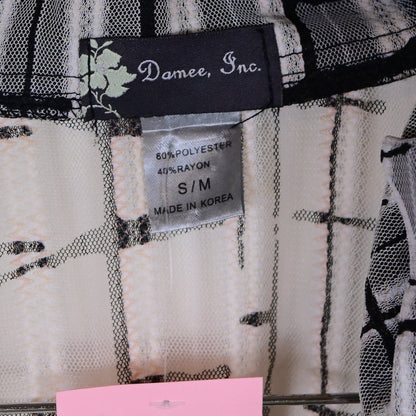 Damee, Inc.
60%POLYESTER
40%RAYON
S/M
MADE IN KOREA